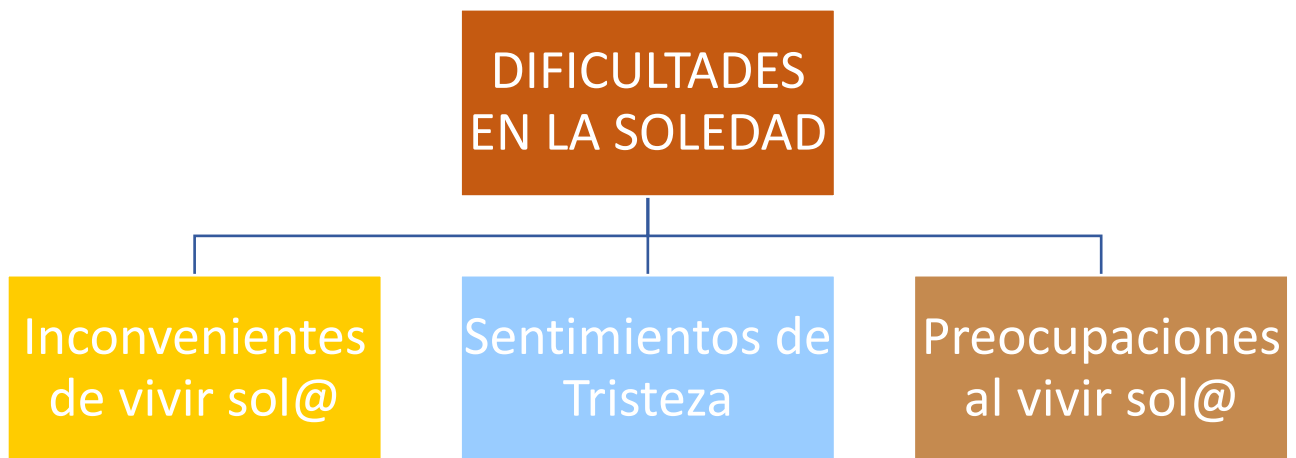 DIFICULTADES
EN LA SOLEDAD
Inconvenientes
de vivir sol@
Sentimientos de
Tristeza
Preocupaciones
al vivir sol@